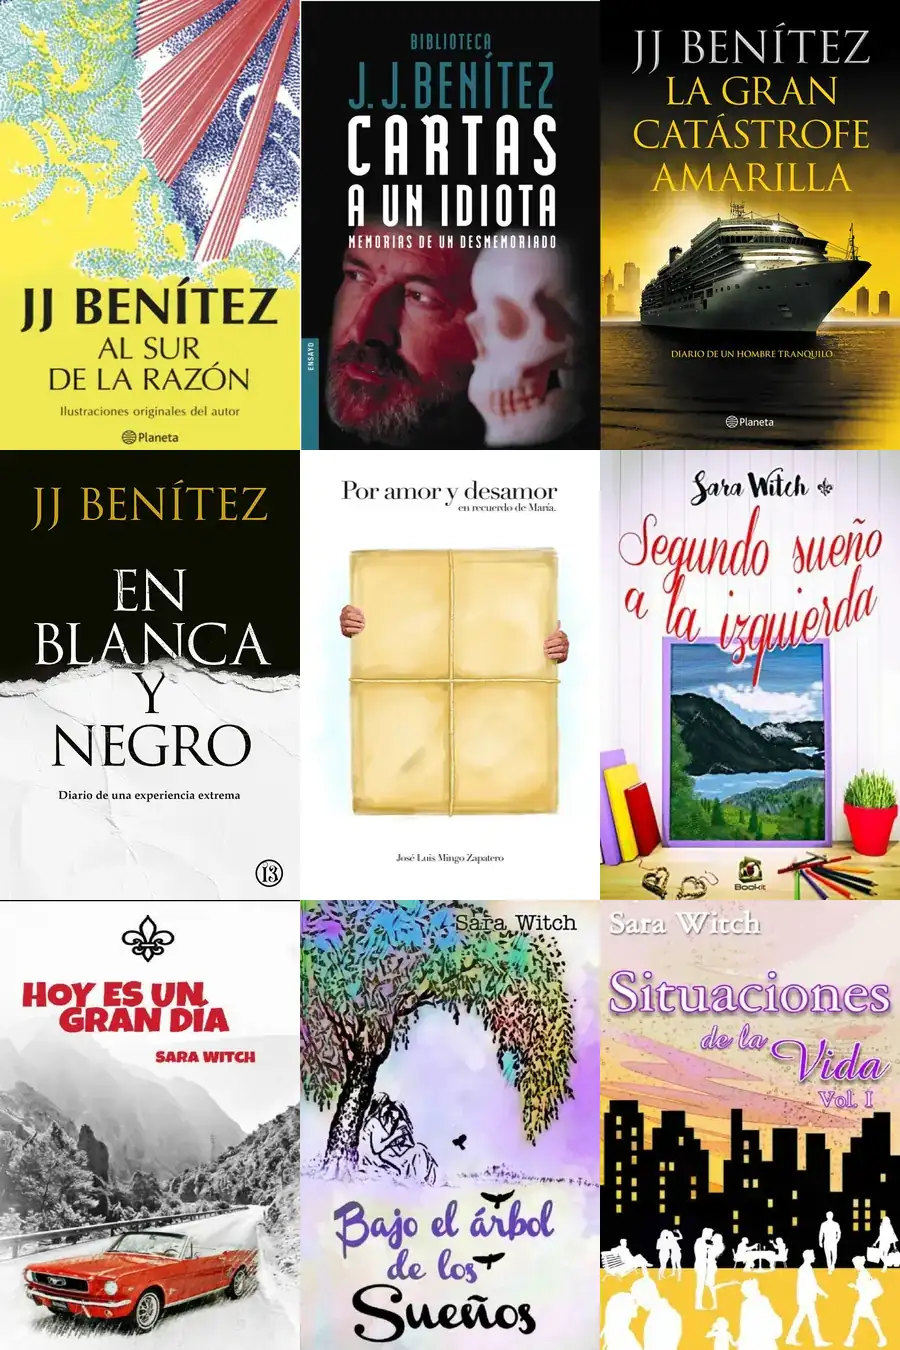 JJ BENÍTEZ
AL SUR
DE LA RAZÓN
Ilustraciones originales del autor
Planeta
BIBLIOTECA
J.J.BENÍTEZ
CARTAS
A UN IDIOTA
MEMORIAS DE UN DESMEMORIADO
ENSAYO
JJ BENÍTEZ
LA GRAN
CATÁSTROFE
AMARILLA
DIARIO DE UN HOMBRE TRANQUILO
Planeta
JJ BENÍTEZ
EN
BLANCA
Y
NEGRO
Diario de una experiencia extrema
13
Por amor y desamor
en recuerdo de María.
José Luis Mingo Zapatero
Sara Witch
Segundo sueño
a la izquierda
Bookit
HOY ES UN
GRAN DÍA
SARA WITCH
Sara Witch
Bajo el árbol
de los
Sueños
Sara Witch
Situaciones
de la
Vida
Vol. I